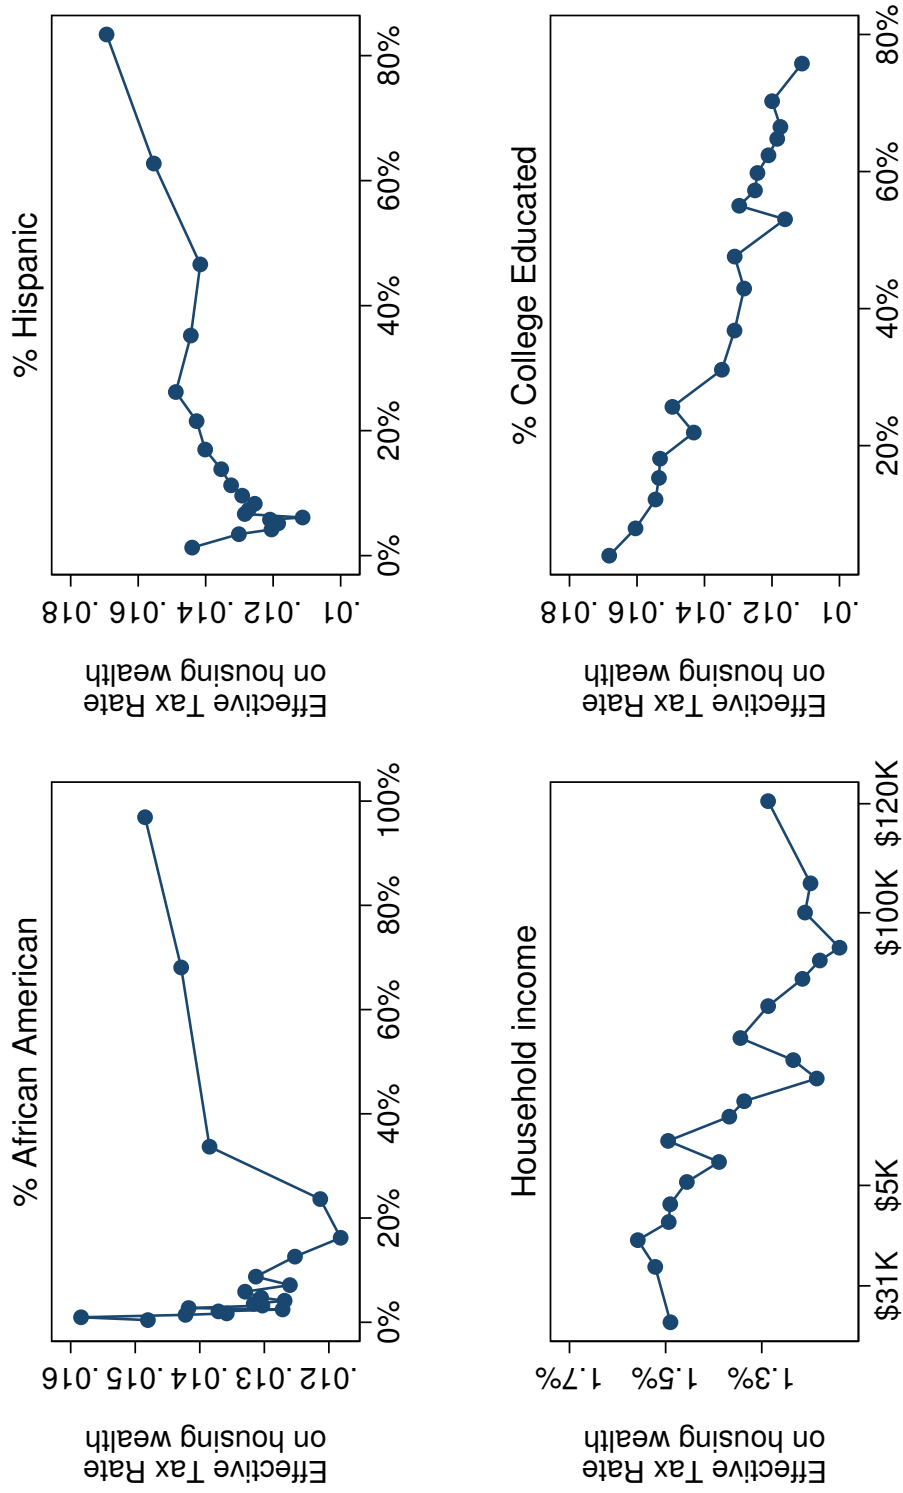 % African American
Effective Tax Rate
on housing wealth
.016
.015
.014
.013
.012
0% 20% 40% 60% 80% 100%
% Hispanic
Effective Tax Rate
on housing wealth
.018
.016
.014
.012
.01
0% 20% 40% 60% 80%
Household income
Effective Tax Rate
on housing wealth
1.7%
1.5%
1.3%
$31K $5K $100K $120K
% College Educated
Effective Tax Rate
on housing wealth
.018
.016
.014
.012
.01
20% 40% 60% 80%